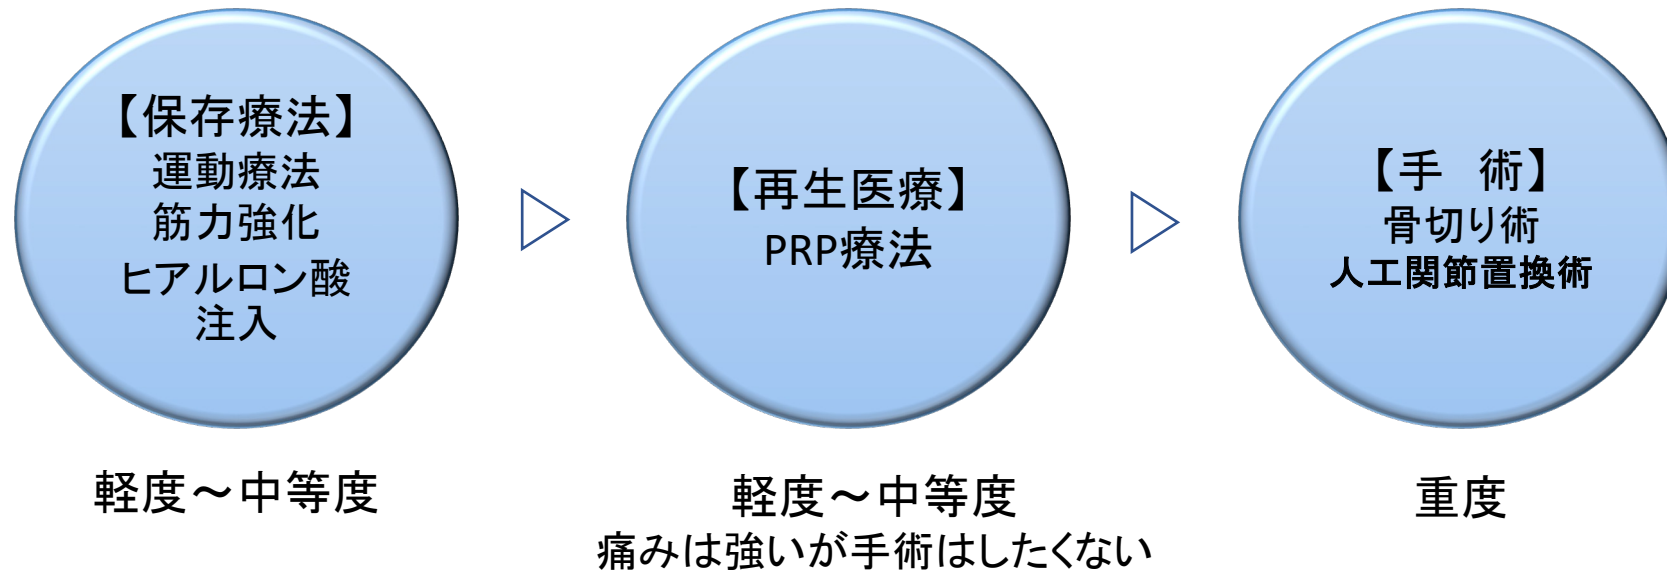 【保存療法】
運動療法
筋力強化
ヒアルロン酸
注入
軽度～中等度
【再生医療】
PRP療法
軽度～中等度
痛みは強いが手術はしたくない
【手　術】
骨切り術
人工関節置換術
重度